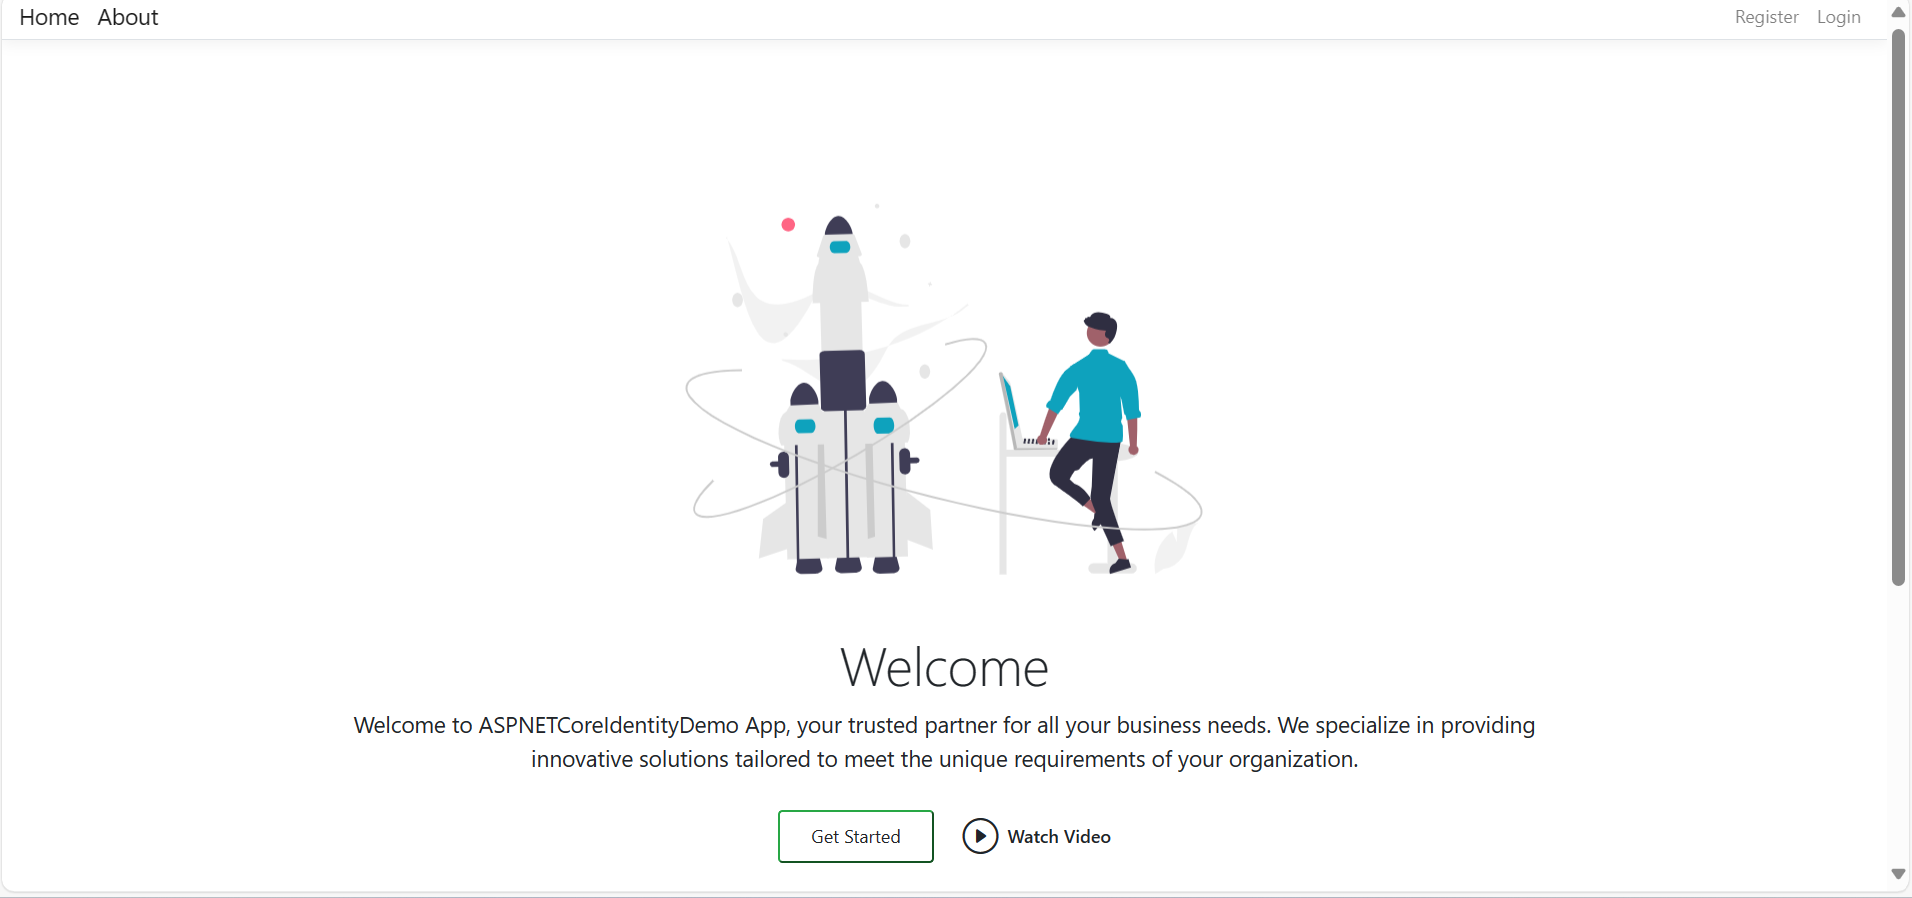 Home About Register Login
Welcome
Welcome to ASPNETCoreIdentityDemo App, your trusted partner for all your business needs. We specialize in providing
innovative solutions tailored to meet the unique requirements of your organization.
Get Started Watch Video